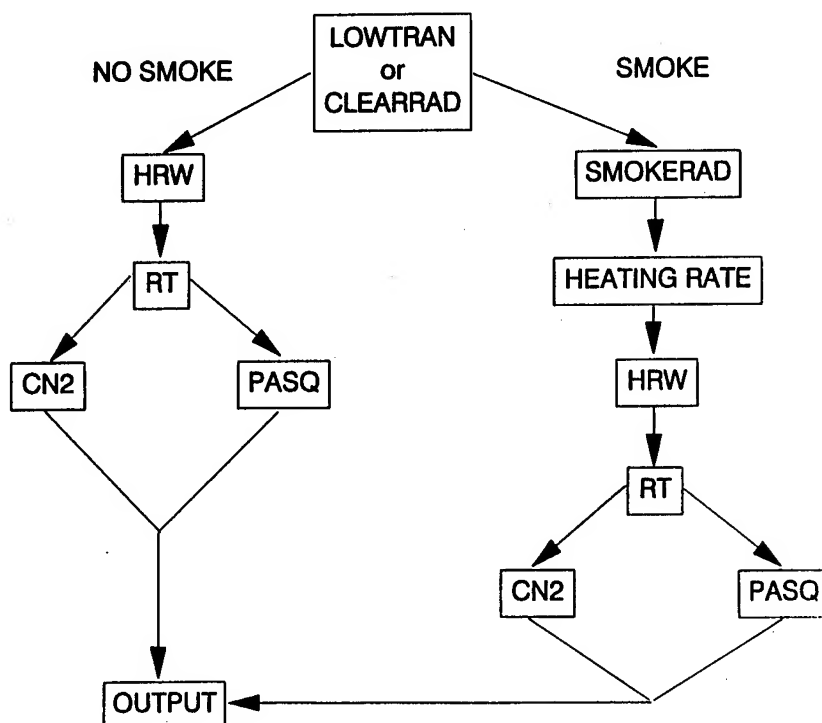 LOWTRAN
or
CLEARRAD
NO SMOKE
SMOKE
HRW
RT
CN2
PASQ
SMOKERAD
HEATING RATE
HRW
RT
CN2
PASQ
OUTPUT